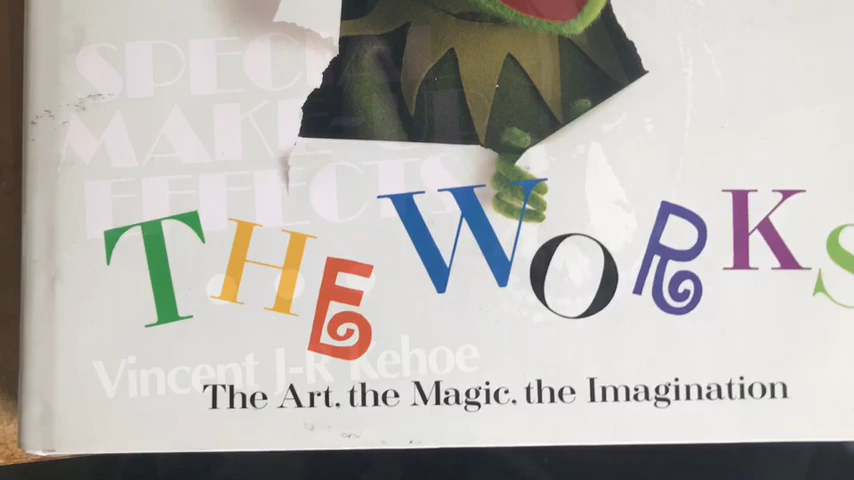 SPECIAL
MAKE-UP
EFFECTS
THE WORKS
Vincent J-R Kehoe
The Art, the Magic, the Imagination